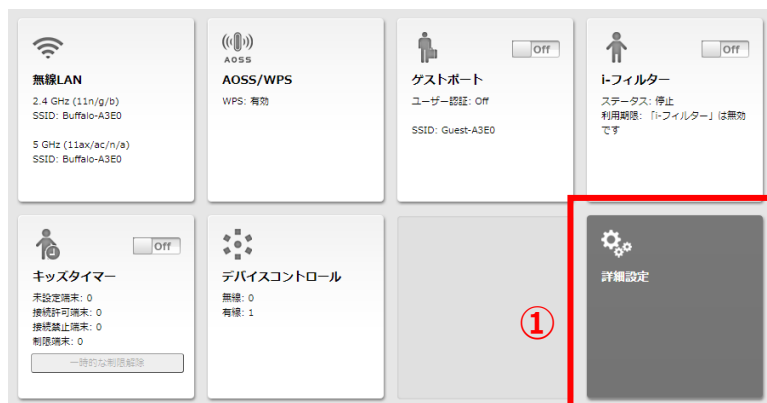 無線LAN
2.4 GHz (11n/g/b)
SSID: Buffalo-A3E0
5 GHz (11ax/ac/n/a)
SSID: Buffalo-A3E0
AOSS
AOSS/WPS
WPS: 有効
Off
ゲストポート
ユーザー認証: Off
SSID: Guest-A3E0
Off
i-フィルター
ステータス: 停止
利用期限: 「i-フィルター」は無効
です
Off
キッズタイマー
未設定端末: 0
接続許可端末: 0
接続禁止端末: 0
制限端末: 0
一時的な制限解除
デバイスコントロール
無線: 0
有線: 1
①
詳細設定